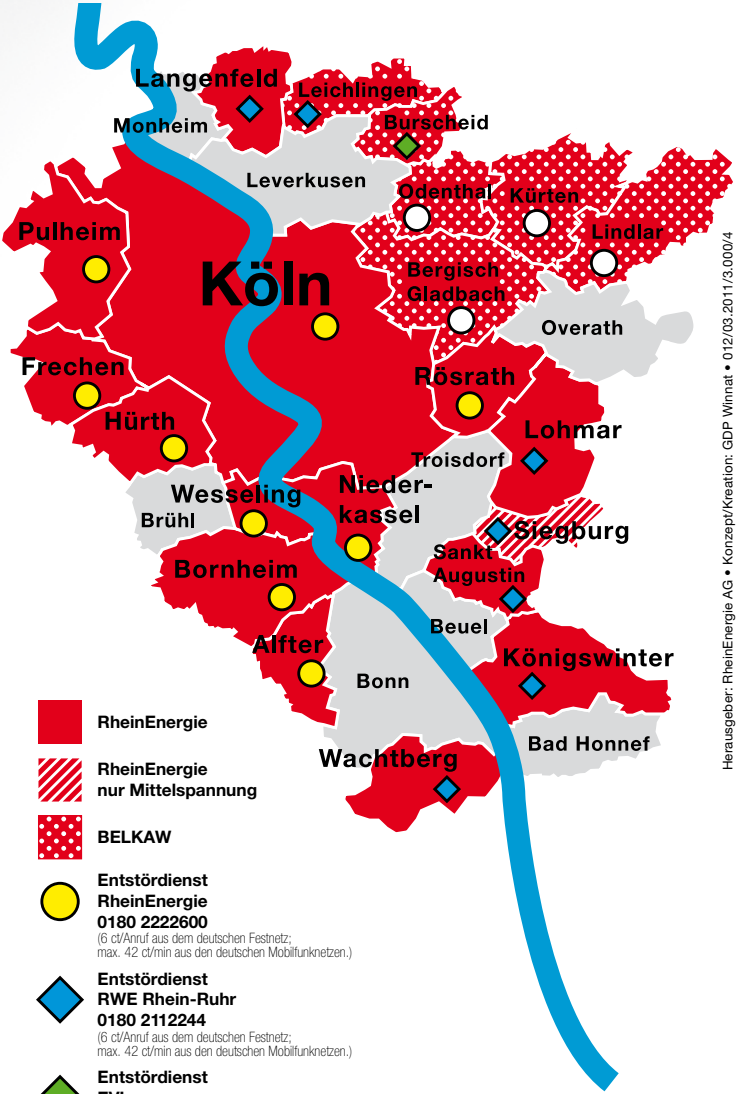 Langenfeld
Leichlingen
Monheim
Burscheid
Leverkusen
Odenthal
Kürten
Pulheim
Lindlar
Köln
Bergisch
Gladbach
Overath
Frechen
Rösrath
Hürth
Lohmar
Troisdorf
Wesseling
Nieder-
kassel
Brühl
Siegburg
Sankt
Augustin
Bornheim
Beuel
Alfter
Königswinter
Bonn
Bad Honnef
Wachtberg
RheinEnergie
RheinEnergie
nur Mittelspannung
BELKAW
Entstördienst
RheinEnergie
0180 2222600
(6 ct/Anruf aus dem deutschen Festnetz;
max. 42 ct/min aus den deutschen Mobilfunknetzen.)
Entstördienst
RWE Rhein-Ruhr
0180 2112244
(6 ct/Anruf aus dem deutschen Festnetz;
max. 42 ct/min aus den deutschen Mobilfunknetzen.)
Entstördienst
Herausgeber: RheinEnergie AG • Konzept/Kreation: GDP Winnat • 012/03.2011/3.000/4